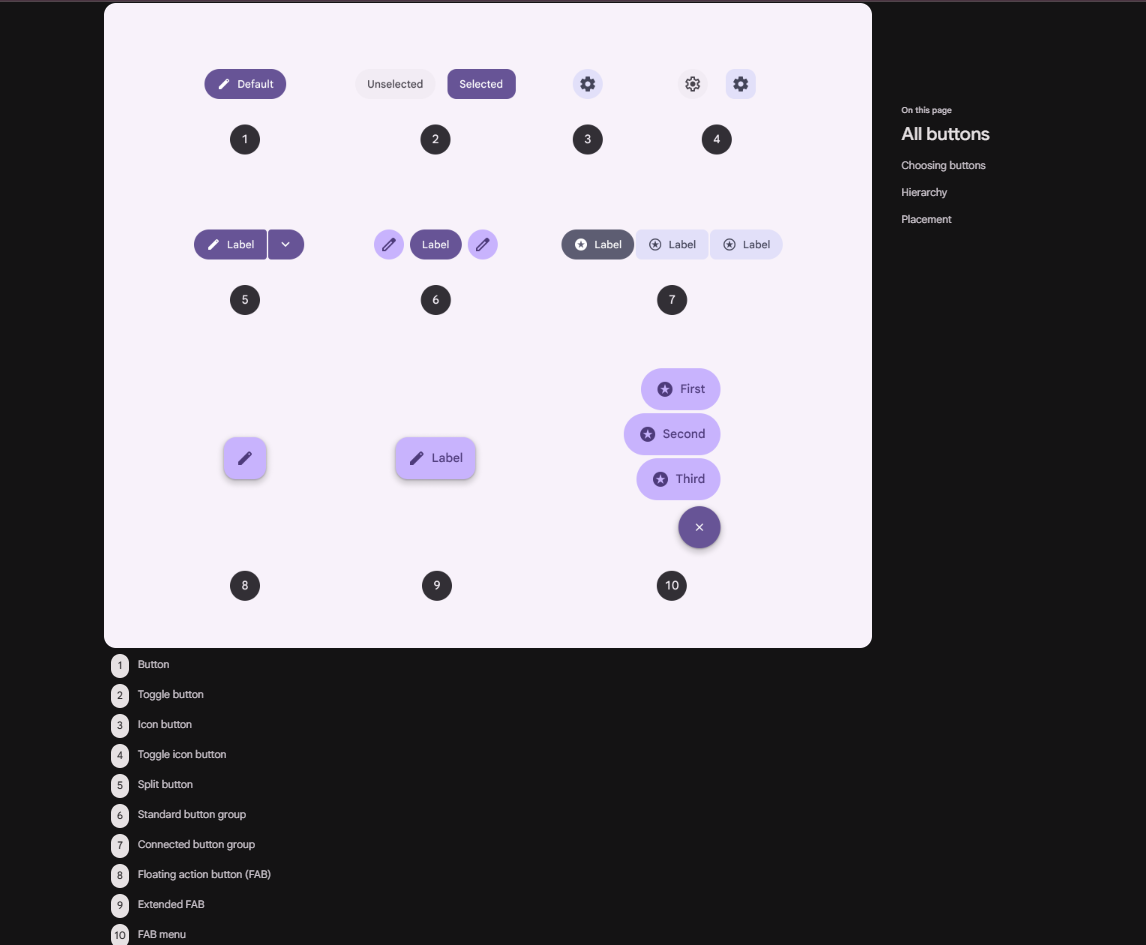 Default
Unselected
Selected
1
2
3
4
On this page
All buttons
Choosing buttons
Hierarchy
Placement
Label
Label
Label
Label
Label
5
6
7
First
Second
Third
Label
8
9
10
1 Button
2 Toggle button
3 Icon button
4 Toggle icon button
5 Split button
6 Standard button group
7 Connected button group
8 Floating action button (FAB)
9 Extended FAB
10 FAB menu